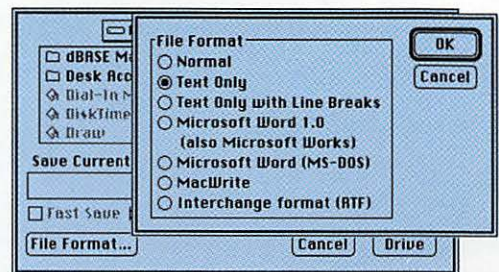 dBASE Ma
Desk Acc
Dial-In M
DiskTime
Draw
Save Current
Fast Save
File Format...
Cancel
Drive
File Format
Normal
Text Only
Text Only with Line Breaks
Microsoft Word 1.0
(also Microsoft Works)
Microsoft Word (MS-DOS)
MacWrite
Interchange format (RTF)
OK
Cancel